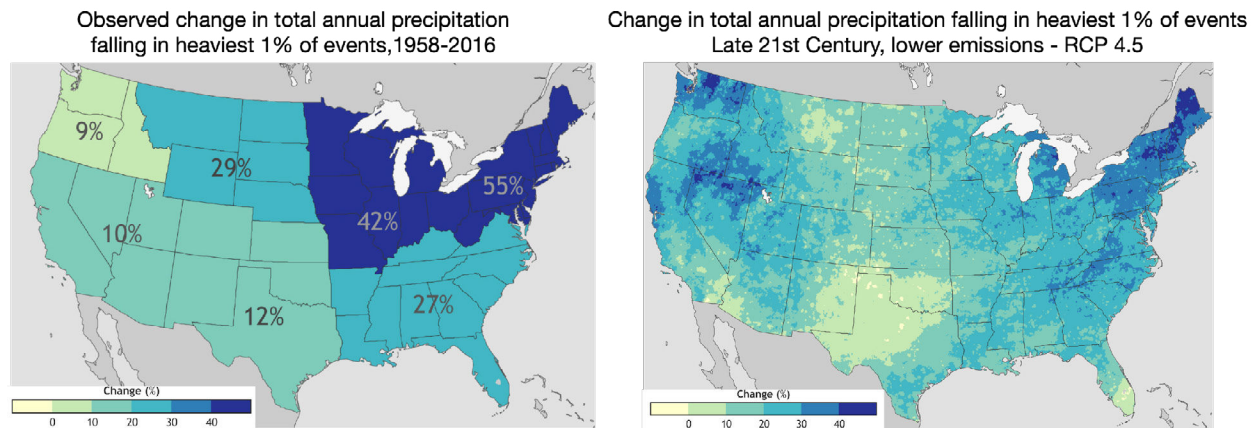 Observed change in total annual precipitation
falling in heaviest 1% of events,1958-2016
9%
29%
55%
42%
10%
27%
12%
Change (%)
0 10 20 30 40
Change in total annual precipitation falling in heaviest 1% of events
Late 21st Century, lower emissions - RCP 4.5
Change (%)
0 10 20 30 40